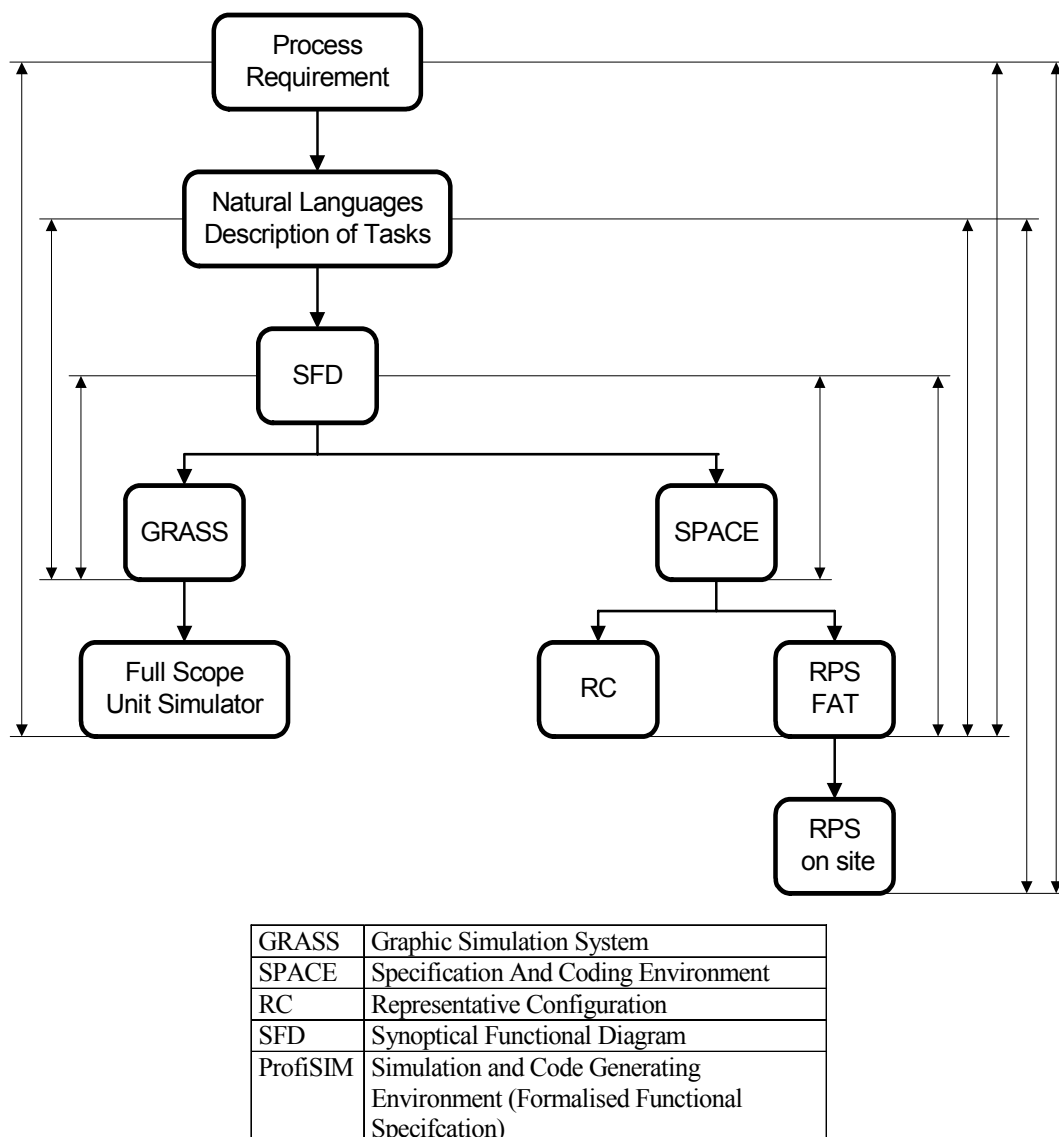 Process
Requirement
Natural Languages
Description of Tasks
SFD
GRASS
SPACE
Full Scope
Unit Simulator
RC
RPS
FAT
RPS
on site
GRASS Graphic Simulation System
SPACE Specification And Coding Environment
RC Representative Configuration
SFD Synoptical Functional Diagram
ProfiSIM Simulation and Code Generating
Environment (Formalised Functional
Specifcation)